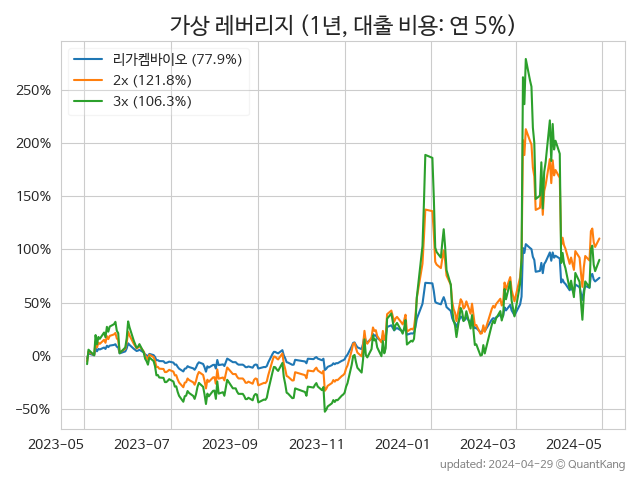 가상 레버리지 (1년, 대출 비용: 연 5%)
리가켐바이오 (77.9%)
2x (121.8%)
3x (106.3%)
250%
200%
150%
100%
50%
0%
−50%
2023-05
2023-07
2023-09
2023-11
2024-01
2024-03
2024-05
updated: 2024-04-29 © QuantKang